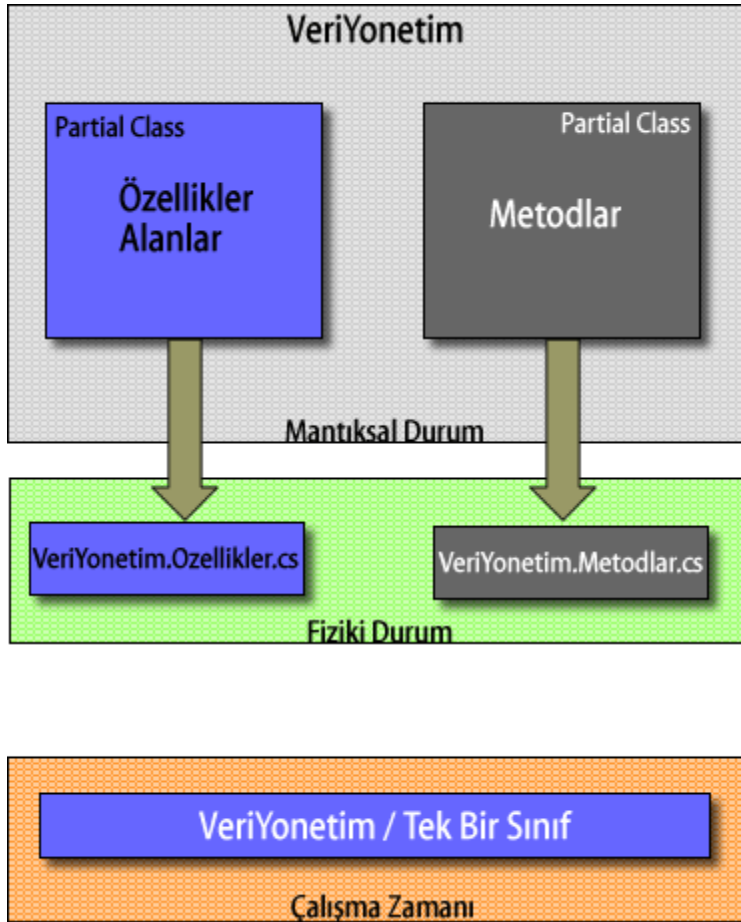 VeriYonetim
Partial Class
Özellikler
Alanlar
Partial Class
Metodlar
Mantıksal Durum
VeriYonetim.Ozellikler.cs
VeriYonetim.Metodlar.cs
Fiziki Durum
VeriYonetim / Tek Bir Sınıf
Çalışma Zamanı